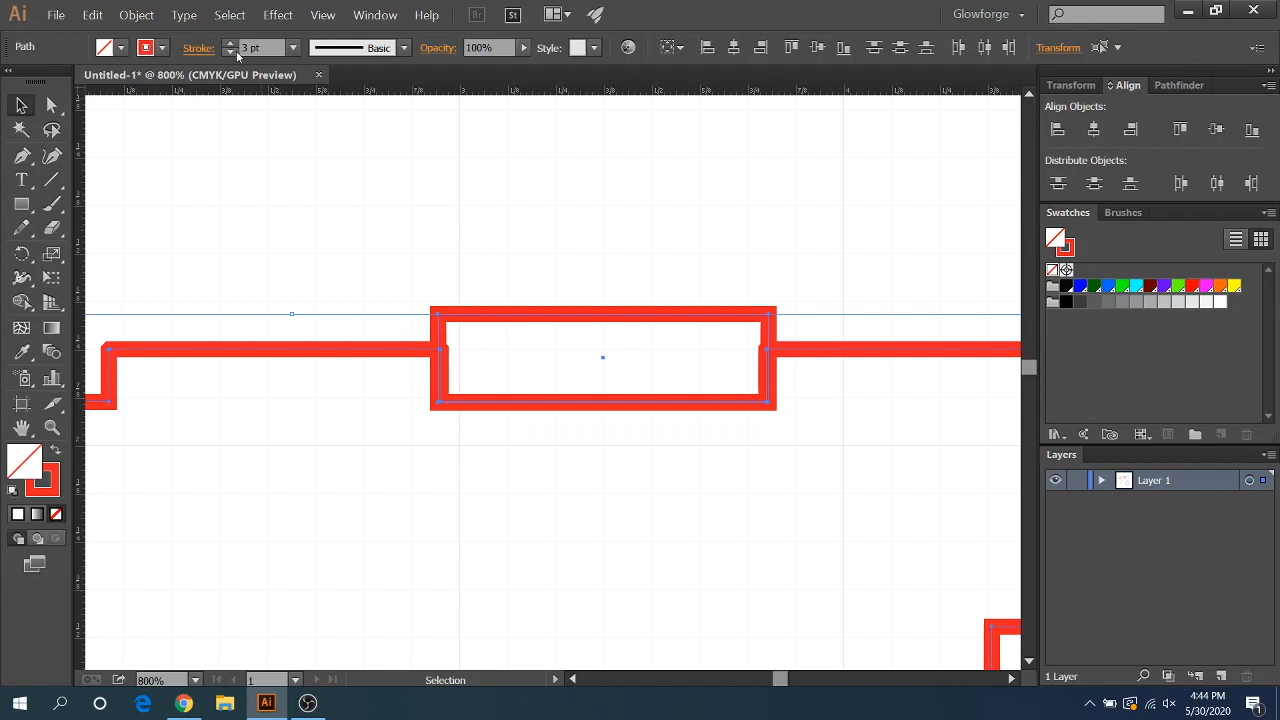 Ai File Edit Object Type Select Effect View Window Help Br St Glowforge
Path Stroke: 3 pt Basic Opacity: 100% Style: Transform
Untitled-1* @ 800% (CMYK/GPU Preview)
Transform Align Pathfinder
Align Objects:
Distribute Objects:
Swatches Brushes
Layers
Layer 1
1 Layer
800% 1 Selection
Ai
4:44 PM
5/30/2020